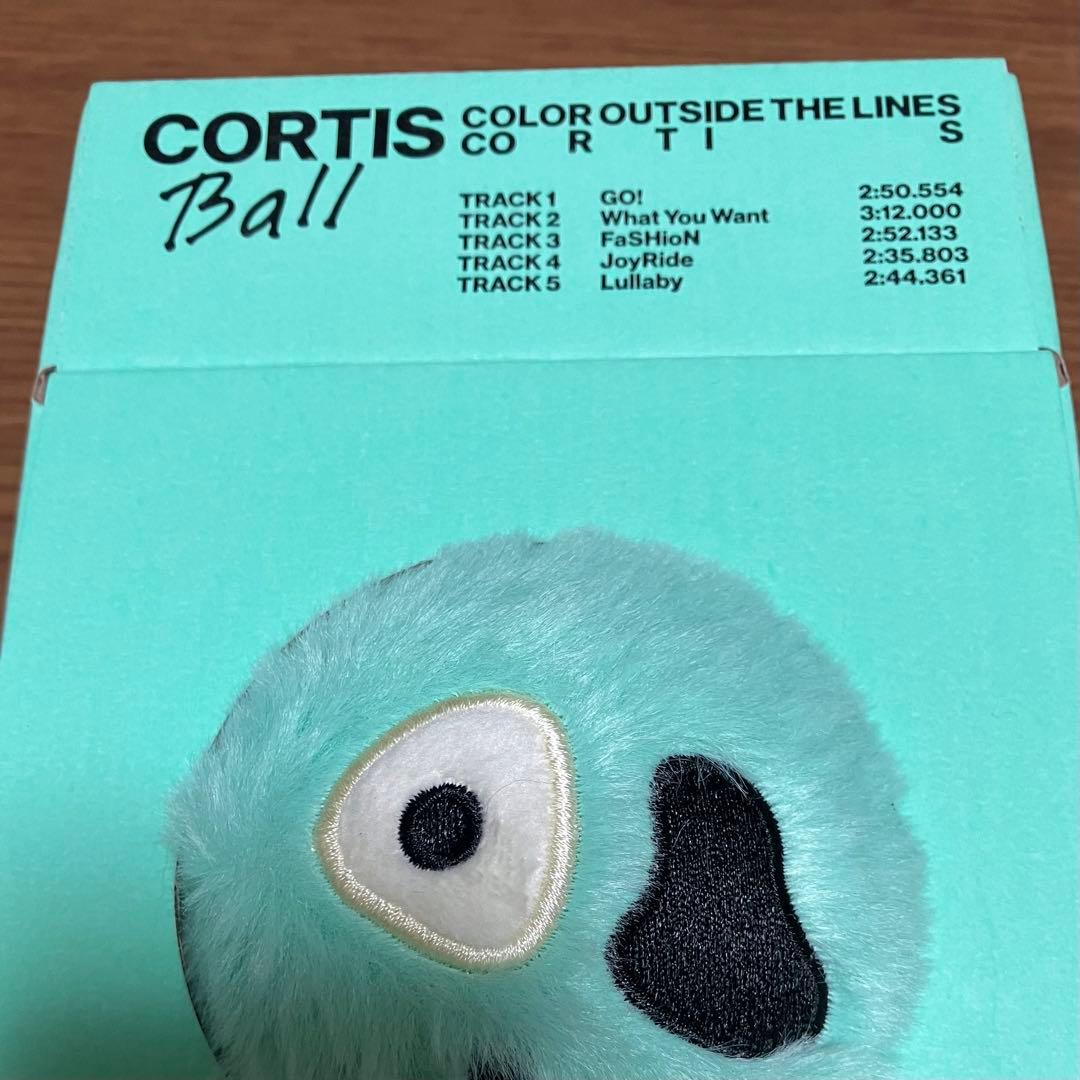 CORTIS
Ball
COLOR OUTSIDE THE LINES
CO R T I S
TRACK 1 GO! 2:50.554
TRACK 2 What You Want 3:12.000
TRACK 3 FaSHioN 2:52.133
TRACK 4 JoyRide 2:35.803
TRACK 5 Lullaby 2:44.361